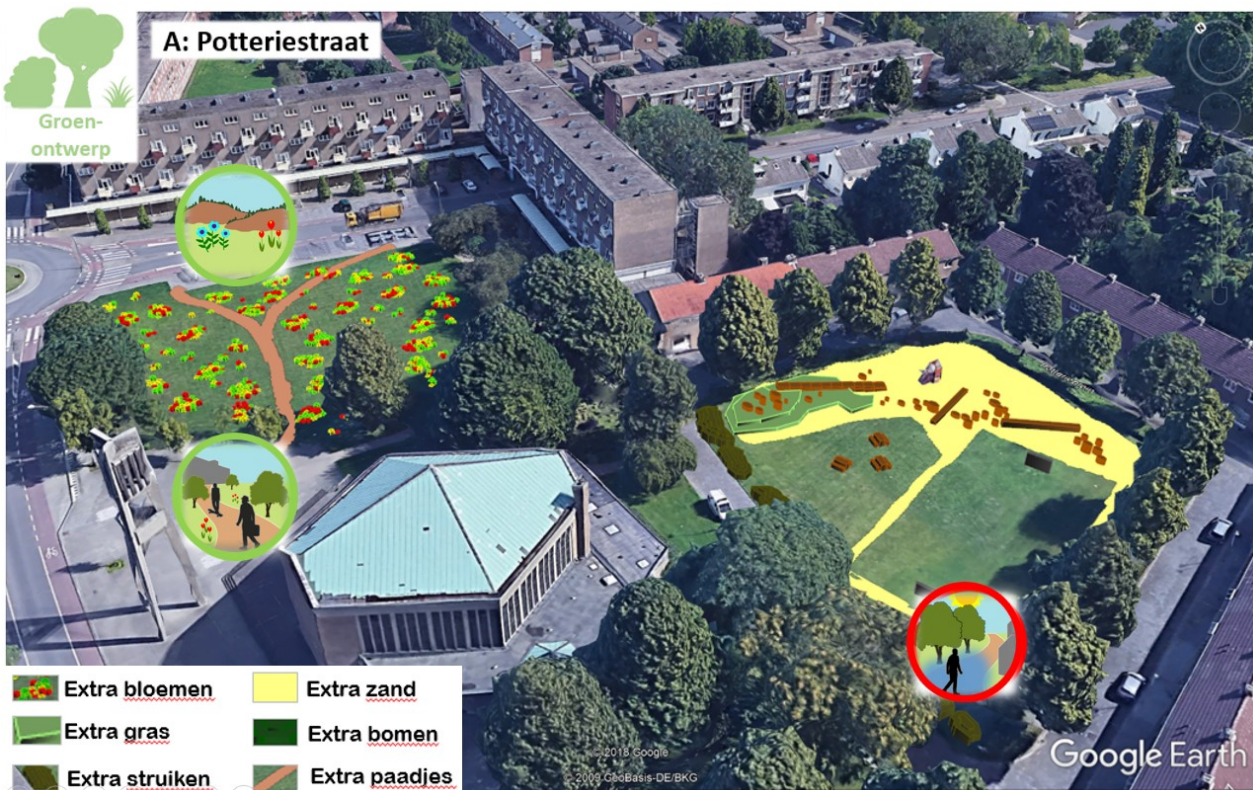 A: Potteriestraat
Groen-
ontwerp
Extra bloemen
Extra zand
Extra gras
Extra bomen
Extra struiken
Extra paadjes
© 2018 Google
© 2009 GeoBasis-DE/BKG
Google Earth